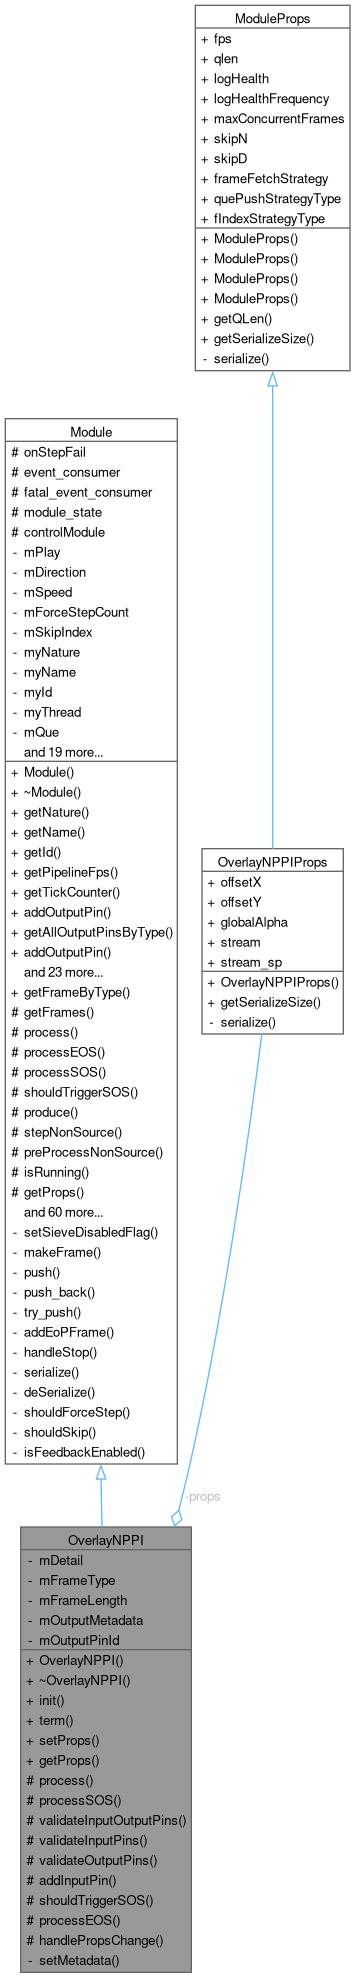 ModuleProps
+ fps
+ qlen
+ logHealth
+ logHealthFrequency
+ maxConcurrentFrames
+ skipN
+ skipD
+ frameFetchStrategy
+ quePushStrategyType
+ fIndexStrategyType
+ ModuleProps()
+ ModuleProps()
+ ModuleProps()
+ ModuleProps()
+ getQLen()
+ getSerializeSize()
- serialize()
Module
# onStepFail
# event_consumer
# fatal_event_consumer
# module_state
# controlModule
- mPlay
- mDirection
- mSpeed
- mForceStepCount
- mSkipIndex
- myNature
- myName
- myId
- myThread
- mQue
and 19 more...
+ Module()
+ ~Module()
+ getNature()
+ getName()
+ getId()
+ getPipelineFps()
+ getTickCounter()
+ addOutputPin()
+ getAllOutputPinsByType()
+ addOutputPin()
and 23 more...
+ getFrameByType()
# getFrames()
# process()
# processEOS()
# processSOS()
# shouldTriggerSOS()
# produce()
# stepNonSource()
# preProcessNonSource()
# isRunning()
# getProps()
and 60 more...
- setSieveDisabledFlag()
- makeFrame()
- push()
- push_back()
- try_push()
- addEoPFrame()
- handleStop()
- serialize()
- deSerialize()
- shouldForceStep()
- shouldSkip()
- isFeedbackEnabled()
OverlayNPPIProps
+ offsetX
+ offsetY
+ globalAlpha
+ stream
+ stream_sp
+ OverlayNPPIProps()
+ getSerializeSize()
- serialize()
-props
OverlayNPPI
- mDetail
- mFrameType
- mFrameLength
- mOutputMetadata
- mOutputPinId
+ OverlayNPPI()
+ ~OverlayNPPI()
+ init()
+ term()
+ setProps()
+ getProps()
# process()
# processSOS()
# validateInputOutputPins()
# validateInputPins()
# validateOutputPins()
# addInputPin()
# shouldTriggerSOS()
# processEOS()
# handlePropsChange()
- setMetadata()